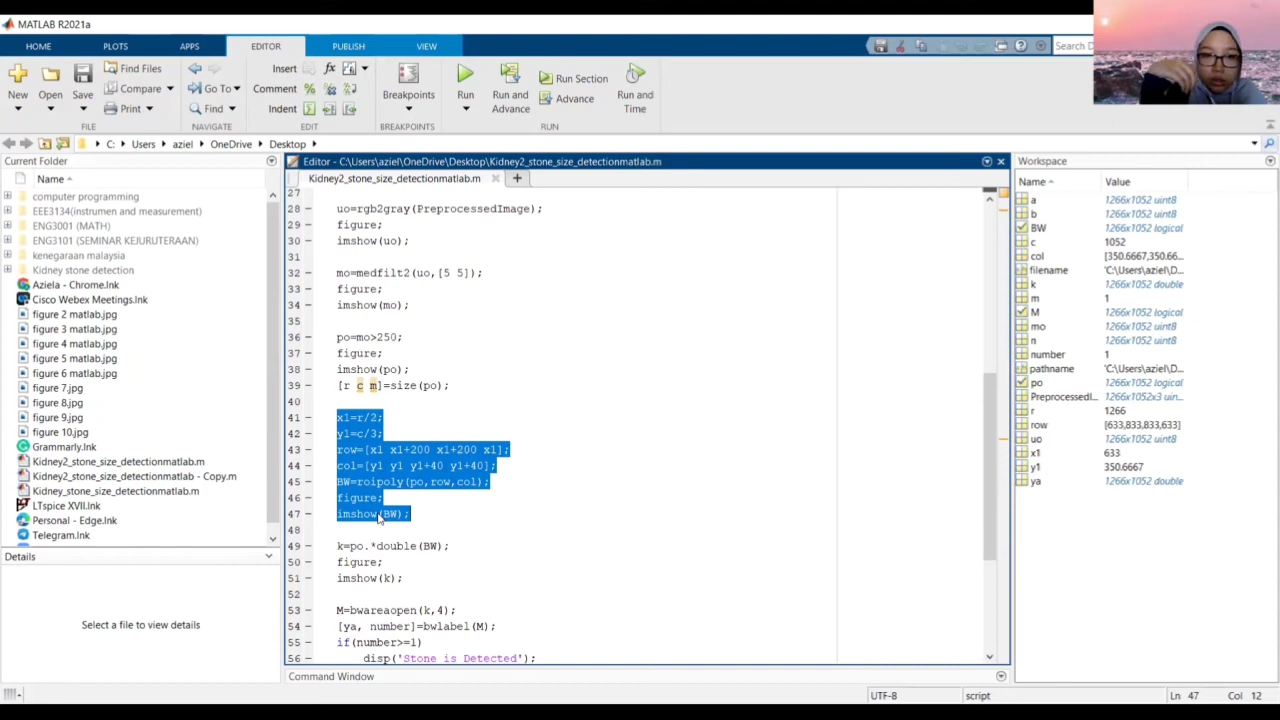 MATLAB R2021a
HOME PLOTS APPS EDITOR PUBLISH VIEW
Search D
New Open Save
Find Files
Compare
Print
Go To
Find
Insert
Comment
Indent
Breakpoints
Run
Run and Advance
Run Section
Advance
Run and Time
FILE NAVIGATE EDIT BREAKPOINTS RUN
C: Users aziel OneDrive Desktop
Current Folder
Name
computer programming
EEE3134(instrumen and measurement)
ENG3001 (MATH)
ENG3101 (SEMINAR KEJURUTERAAN)
kenegaraan malaysia
Kidney stone detection
Aziela - Chrome.lnk
Cisco Webex Meetings.lnk
figure 2 matlab.jpg
figure 3 matlab.jpg
figure 4 matlab.jpg
figure 5 matlab.jpg
figure 6 matlab.jpg
figure 7.jpg
figure 8.jpg
figure 9.jpg
figure 10.jpg
Grammarly.lnk
Kidney2_stone_size_detectionmatlab.m
Kidney2_stone_size_detectionmatlab - Copy.m
Kidney_stone_size_detectionmatlab.m
LTspice XVII.lnk
Personal - Edge.lnk
Telegram.lnk
Details
Select a file to view details
Editor - C:\Users\aziel\OneDrive\Desktop\Kidney2_stone_size_detectionmatlab.m
Kidney2_stone_size_detectionmatlab.m
27
28 uo=rgb2gray(PreprocessedImage);
29 figure;
30 imshow(uo);
31
32 mo=medfilt2(uo,[5 5]);
33 figure;
34 imshow(mo);
35
36 po=mo>250;
37 figure;
38 imshow(po);
39 [r c m]=size(po);
40
41 x1=r/2;
42 y1=c/3;
43 row=[x1 x1+200 x1+200 x1];
44 col=[y1 y1 y1+40 y1+40];
45 BW=roipoly(po,row,col);
46 figure;
47 imshow(BW);
48
49 k=po.*double(BW);
50 figure;
51 imshow(k);
52
53 M=bwareaopen(k,4);
54 [ya, number]=bwlabel(M);
55 if(number>=1)
56 disp('Stone is Detected');
Command Window
Workspace
Name Value
a 1266x1052 uint8
b 1266x1052 uint8
BW 1266x1052 logical
c 1052
col [350.6667,350.66...
filename 'C:\Users\aziel\D...
k 1266x1052 double
m 1
M 1266x1052 logical
mo 1266x1052 uint8
n 1266x1052 uint8
number 1
pathname 'C:\Users\aziel\D...
po 1266x1052 logical
PreprocessedI... 1266x1052x3 uin...
r 1266
row [633,833,833,633]
uo 1266x1052 uint8
x1 633
y1 350.6667
ya 1266x1052 double
UTF-8 script Ln 47 Col 12